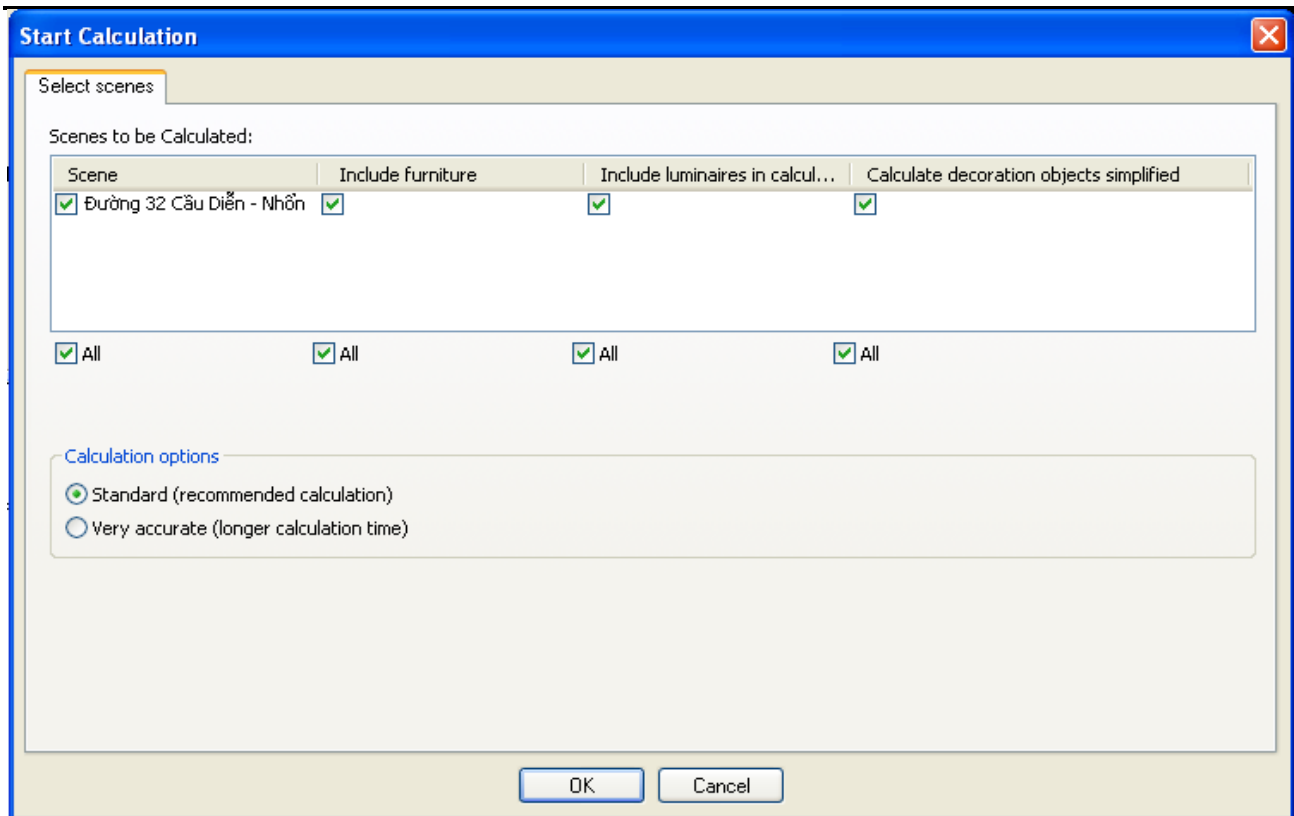 Start Calculation
Select scenes
Scenes to be Calculated:
Scene Include furniture Include luminaires in calcul... Calculate decoration objects simplified
Đường 32 Cầu Diễn - Nhổn
All All All All
Calculation options
Standard (recommended calculation)
Very accurate (longer calculation time)
OK Cancel